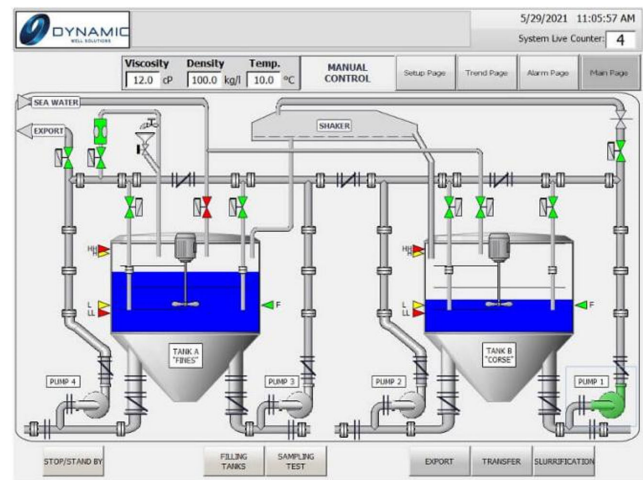 DYNAMIC
WELL SOLUTIONS
5/29/2021 11:05:57 AM
System Live Counter: 4
Viscosity Density Temp.
12.0 cP 100.0 kg/l 10.0 °C
MANUAL
CONTROL
Setup Page
Trend Page
Alarm Page
Main Page
SEA WATER
EXPORT
SHAKER
HH
H
L
LL
F
HH
H
L
LL
F
TANK A
"FINES"
TANK B
"CORSE"
PUMP 4
PUMP 3
PUMP 2
PUMP 1
STOP/STAND BY
FILLING
TANKS
SAMPLING
TEST
EXPORT
TRANSFER
SLURRIFICATION